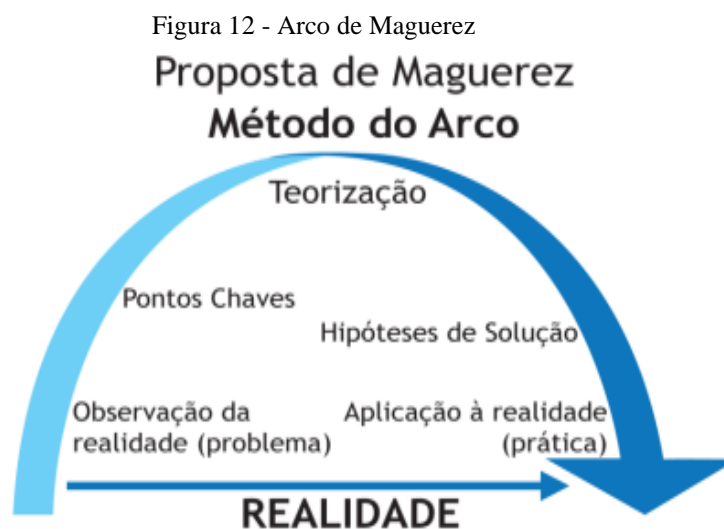 Figura 12 - Arco de Maguerez
Proposta de Maguerez
Método do Arco
Teorização
Pontos Chaves
Hipóteses de Solução
Observação da
realidade (problema)
Aplicação à realidade
(prática)
REALIDADE